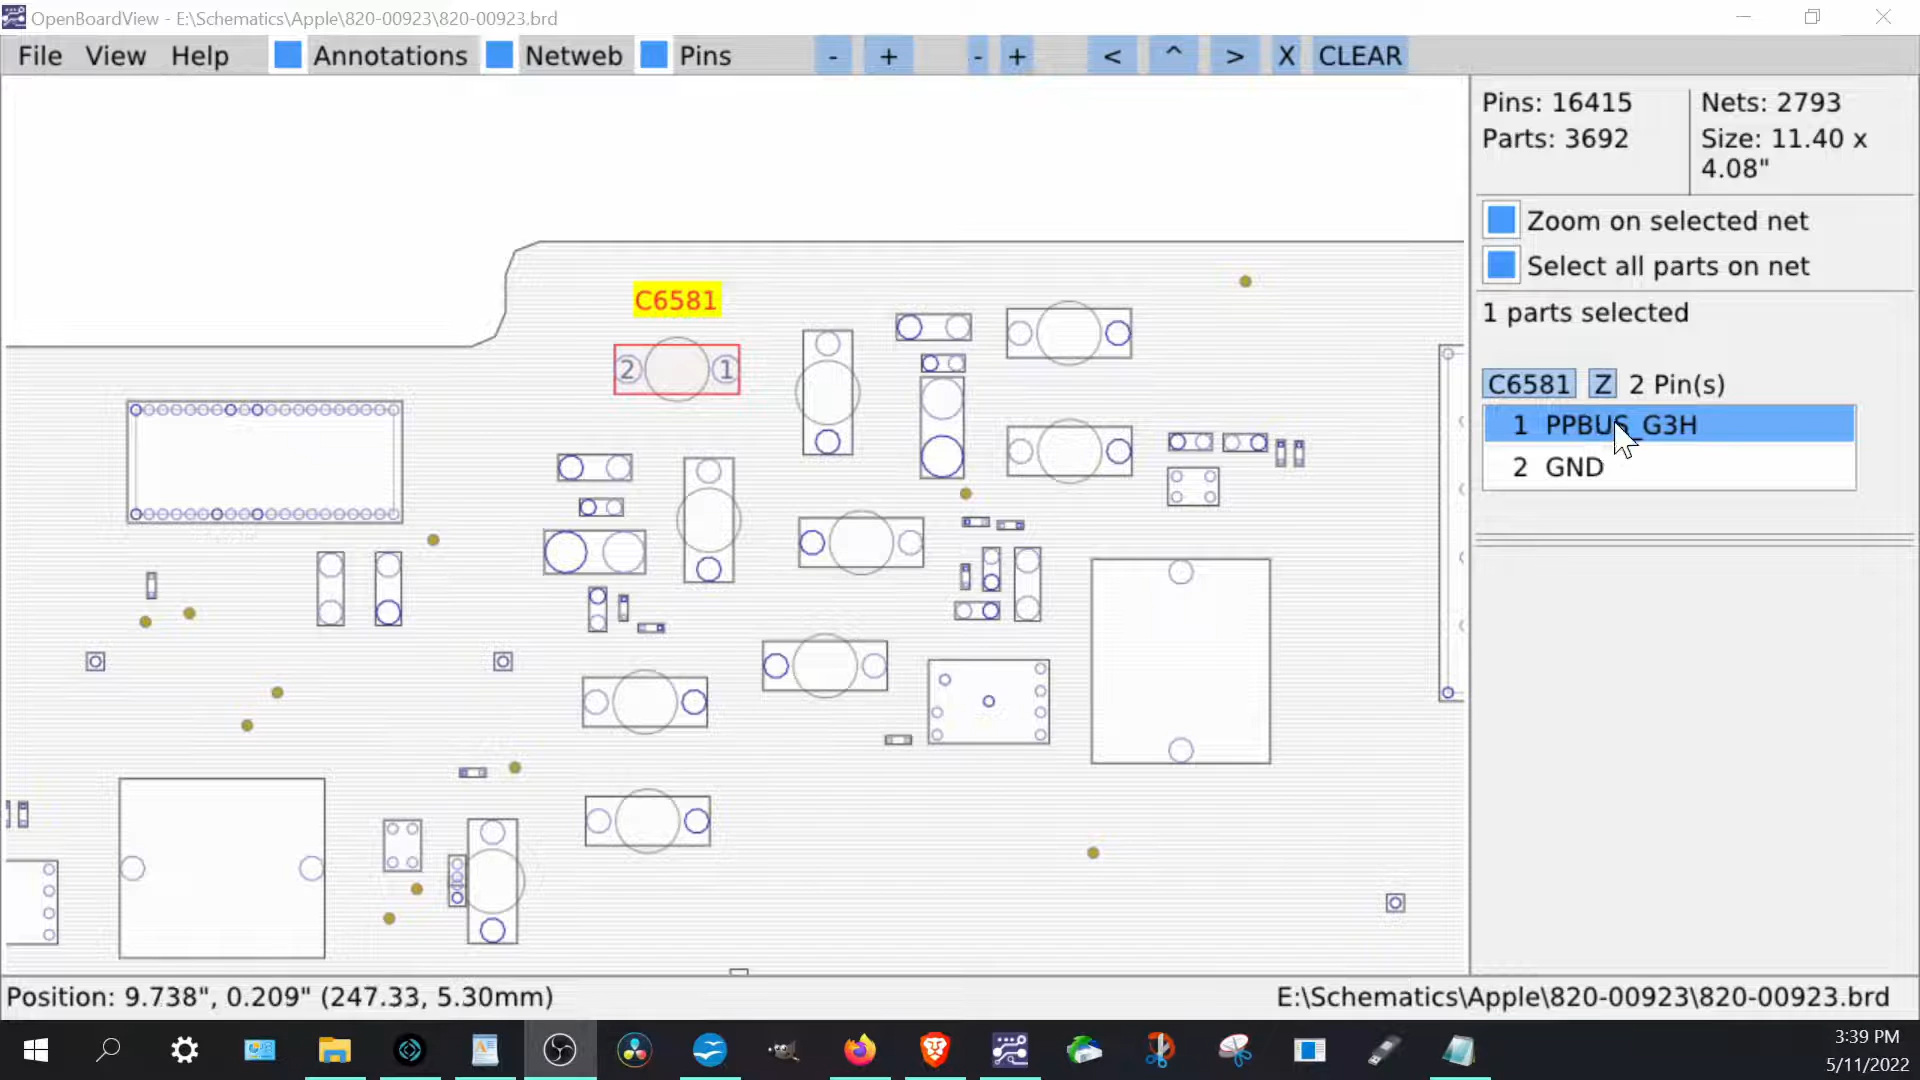 OpenBoardView - E:\Schematics\Apple\820-00923\820-00923.brd
File View Help Annotations Netweb Pins - + - + < ^ > X CLEAR
Pins: 16415
Parts: 3692
Nets: 2793
Size: 11.40 x
4.08"
Zoom on selected net
Select all parts on net
1 parts selected
C6581 Z 2 Pin(s)
1 PPBUS_G3H
2 GND
C6581
2 1
Position: 9.738", 0.209" (247.33, 5.30mm)
E:\Schematics\Apple\820-00923\820-00923.brd
3:39 PM
5/11/2022